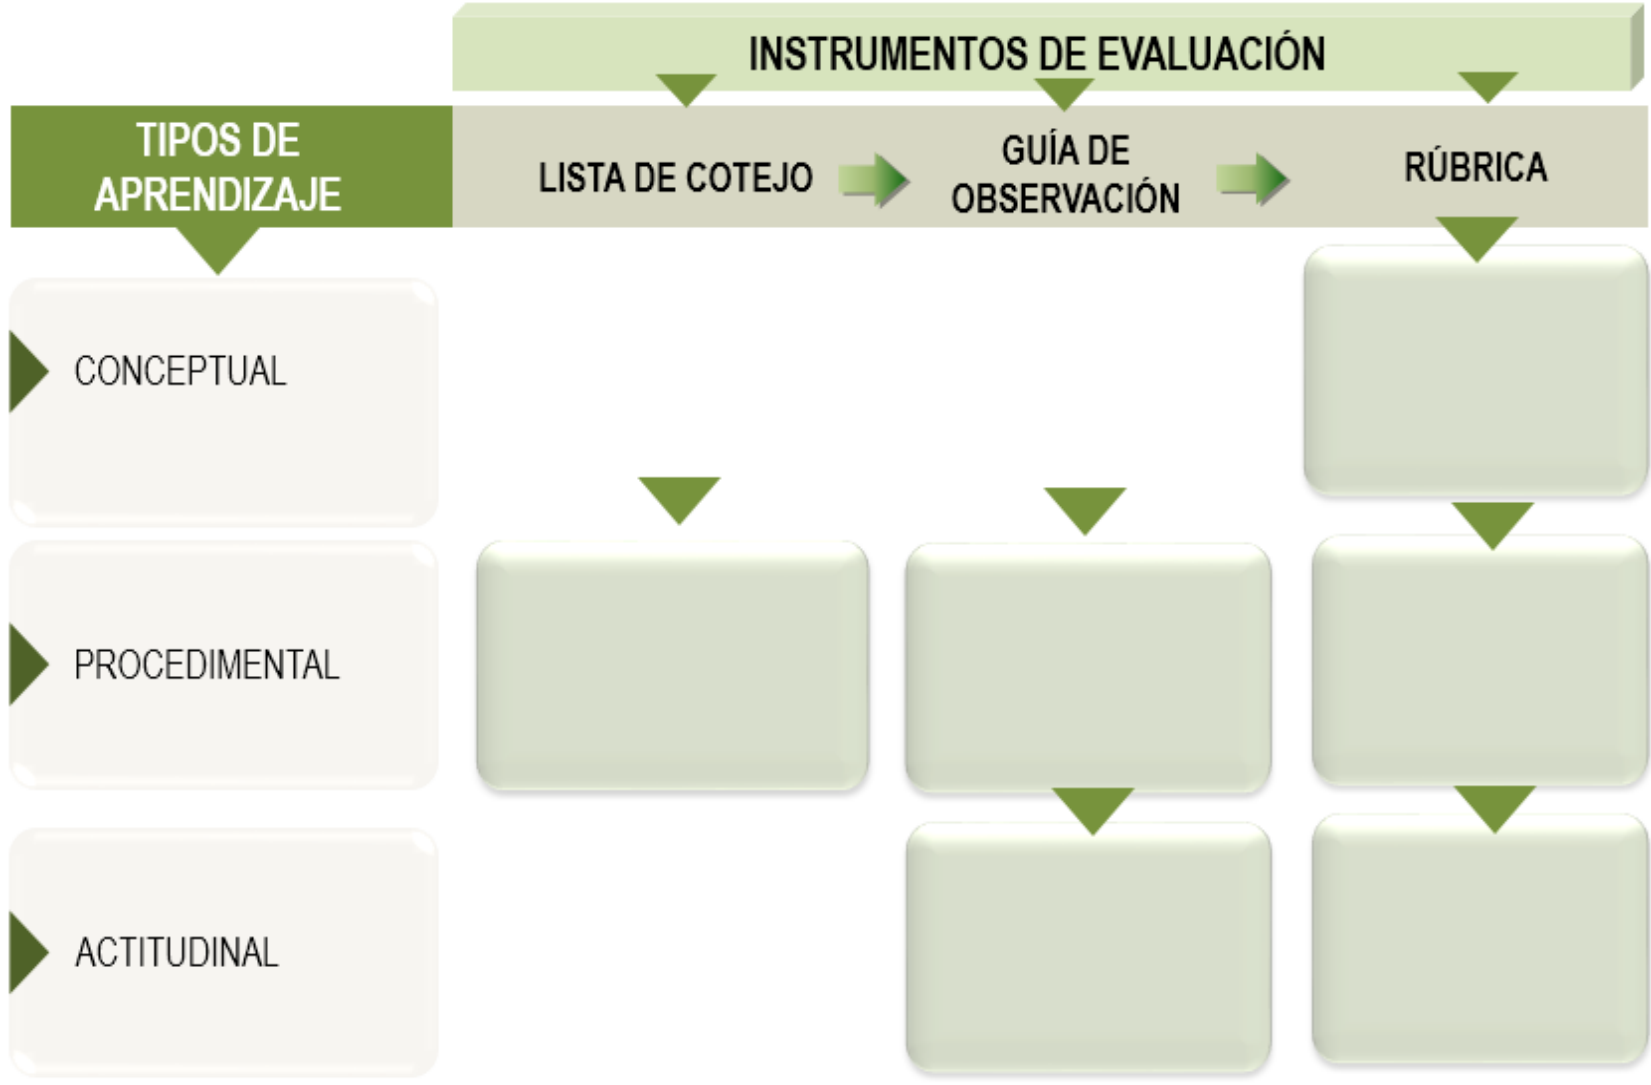 INSTRUMENTOS DE EVALUACIÓN
TIPOS DE
APRENDIZAJE
LISTA DE COTEJO
GUÍA DE
OBSERVACIÓN
RÚBRICA
CONCEPTUAL
PROCEDIMENTAL
ACTITUDINAL